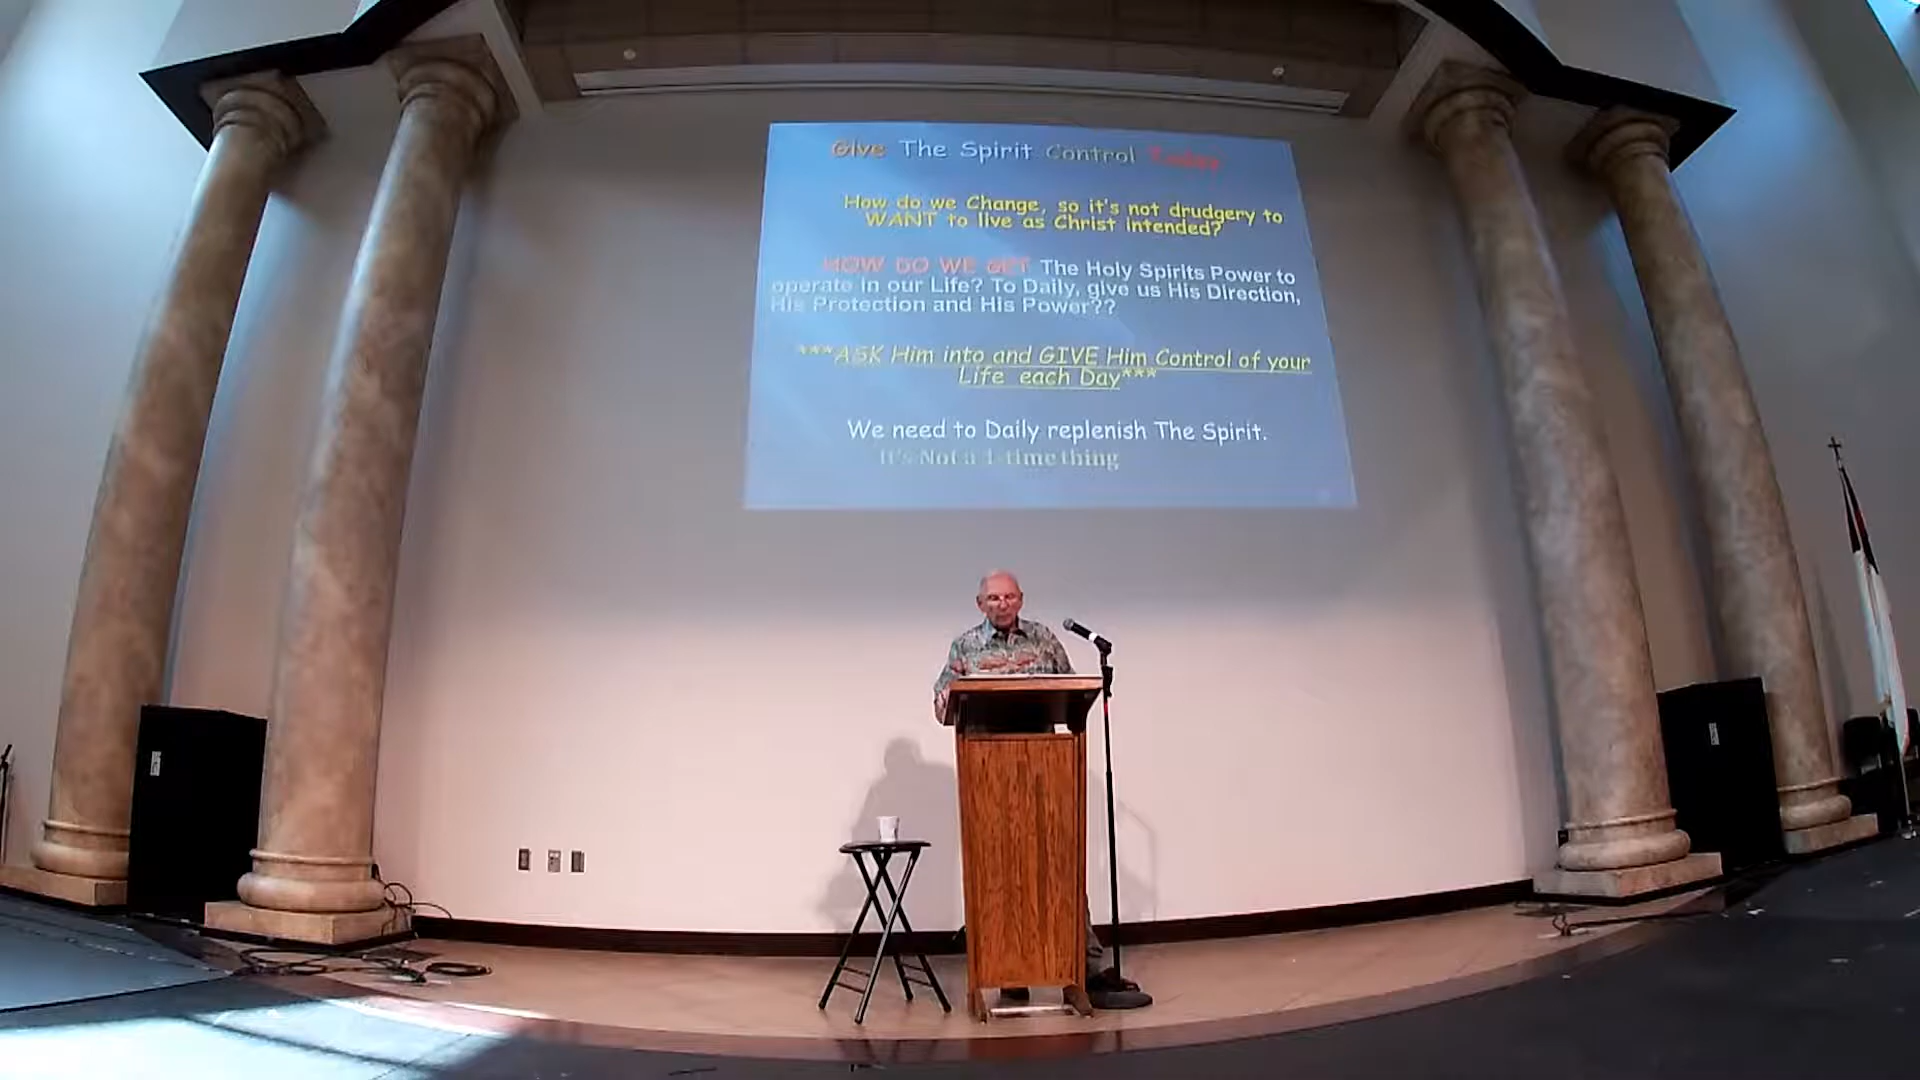 Give The Spirit Control Today
How do we Change, so it's not drudgery to
WANT to live as Christ intended?
HOW DO WE GET The Holy Spirits Power to
operate in our Life? To Daily, give us His Direction,
His Protection and His Power??
***ASK Him into and GIVE Him Control of your
Life each Day***
We need to Daily replenish The Spirit.
It's Not a 1-time thing